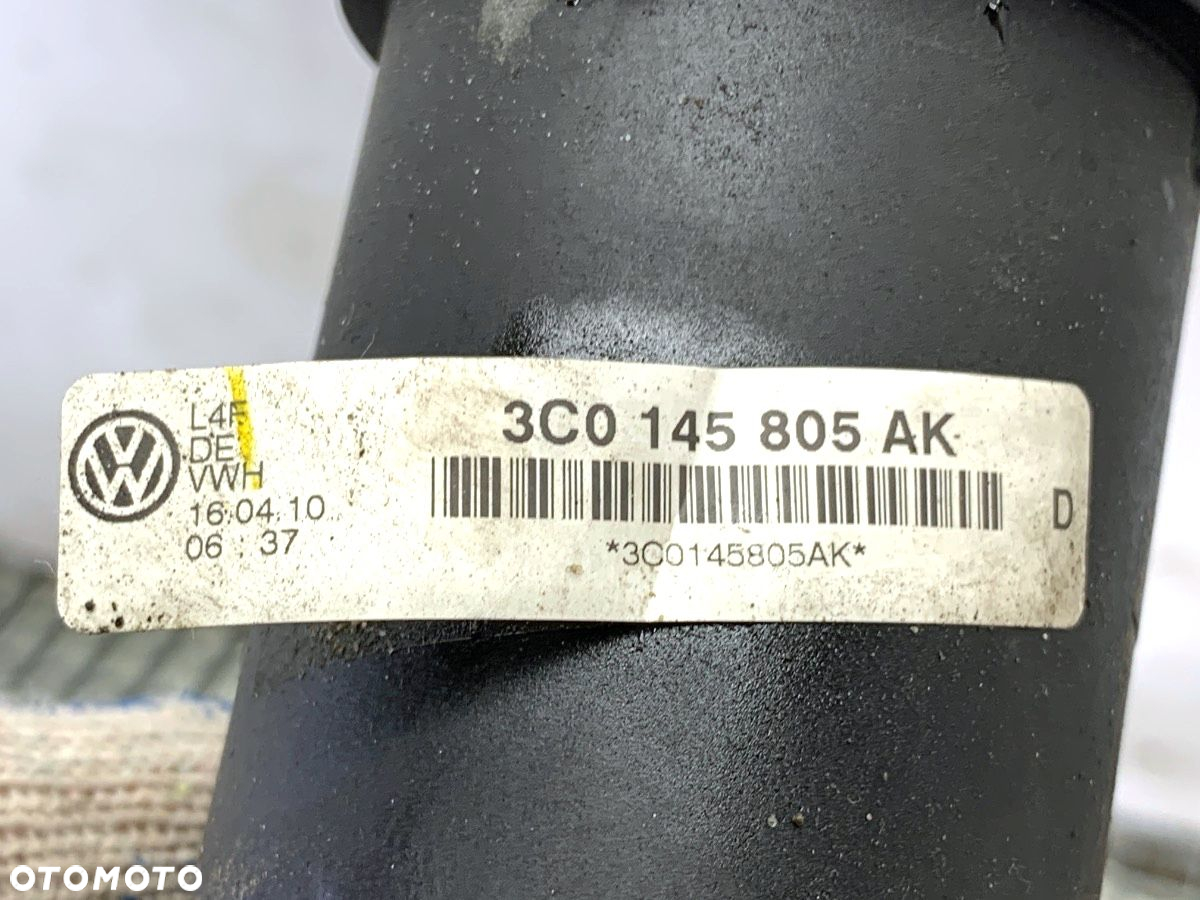 L4F
DE
VWH
16.04.10
06 : 37
3C0 145 805 AK
*3C0145805AK*
D
OTOMOTO